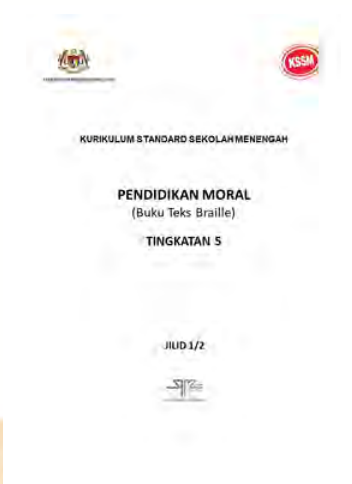 KSSM
KURIKULUM STANDARD SEKOLAH MENENGAH
PENDIDIKAN MORAL
(Buku Teks Braille)
TINGKATAN 5
JILID 1/2